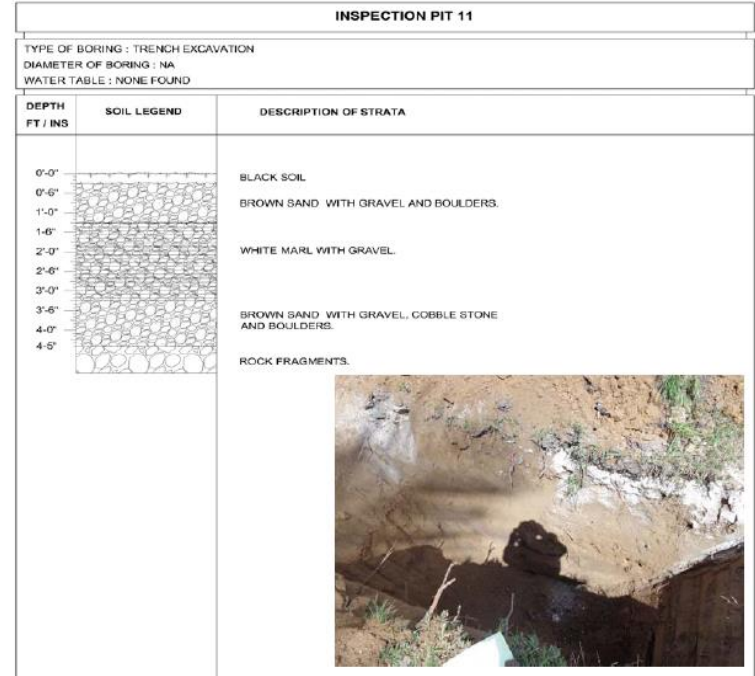 INSPECTION PIT 11
TYPE OF BORING : TRENCH EXCAVATION
DIAMETER OF BORING : NA
WATER TABLE : NONE FOUND
DEPTH
FT / INS
SOIL LEGEND
DESCRIPTION OF STRATA
0'-0"
BLACK SOIL
0'-6"
BROWN SAND WITH GRAVEL AND BOULDERS.
1'-0"
1-6"
2'-0"
WHITE MARL WITH GRAVEL.
2'-6"
3'-0"
3'-6"
BROWN SAND WITH GRAVEL, COBBLE STONE
AND BOULDERS.
4'-0"
4-5"
ROCK FRAGMENTS.